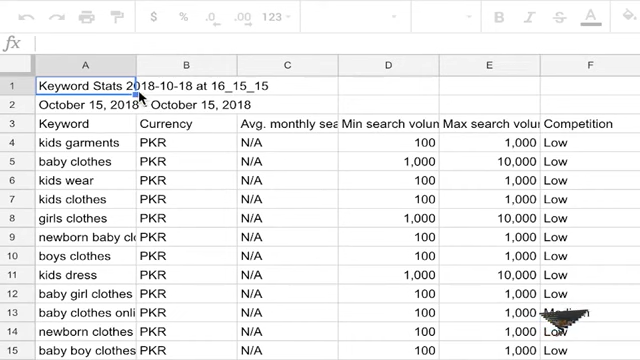 .0 .00 123 B I S A
fx
A B C D E F
1 Keyword Stats 2018-10-18 at 16_15_15
2 October 15, 2018 - October 15, 2018
3 Keyword Currency Avg. monthly sea Min search volum Max search volu Competition
4 kids garments PKR N/A 100 1,000 Low
5 baby clothes PKR N/A 1,000 10,000 Low
6 kids wear PKR N/A 100 1,000 Low
7 kids clothes PKR N/A 100 1,000 Low
8 girls clothes PKR N/A 1,000 10,000 Low
9 newborn baby clo PKR N/A 100 1,000 Low
10 boys clothes PKR N/A 100 1,000 Low
11 kids dress PKR N/A 1,000 10,000 Low
12 baby girl clothes PKR N/A 100 1,000 Low
13 baby clothes onli PKR N/A 100 1,000
14 newborn clothes PKR N/A 100 1,000 Low
15 baby boy clothes PKR N/A 100 1,000 Low